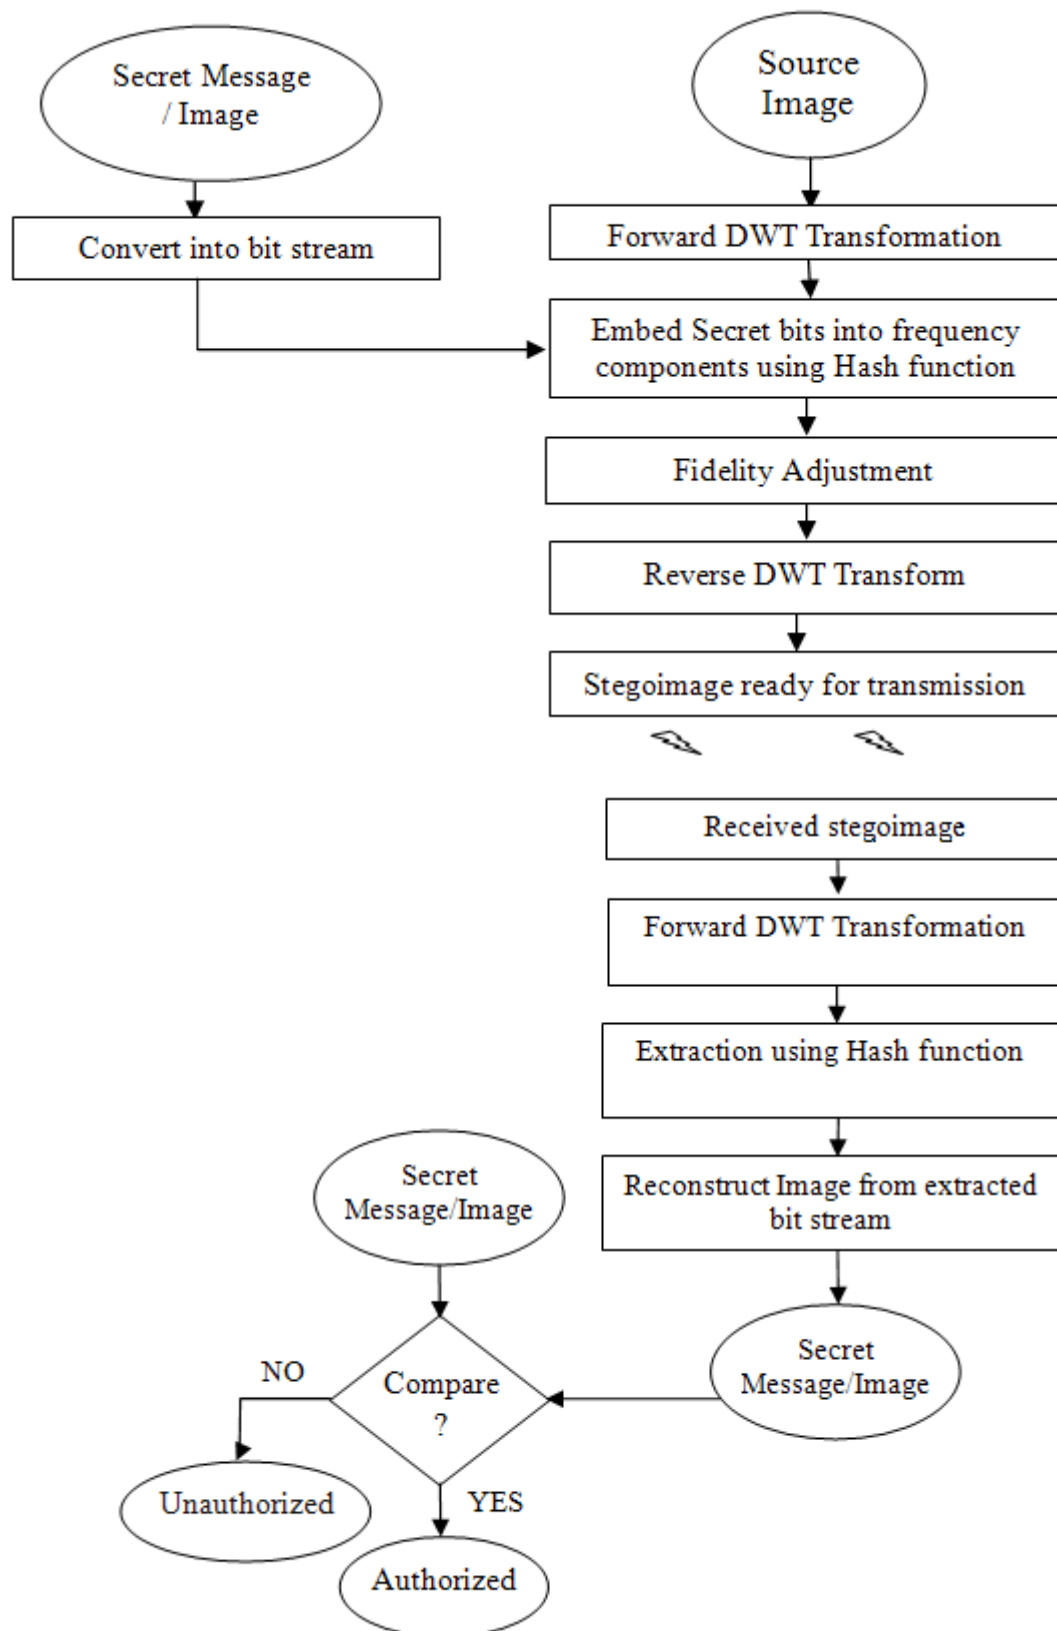 Secret Message
/ Image
Source
Image
Convert into bit stream
Forward DWT Transformation
Embed Secret bits into frequency
components using Hash function
Fidelity Adjustment
Reverse DWT Transform
Stegoimage ready for transmission
Received stegoimage
Forward DWT Transformation
Extraction using Hash function
Reconstruct Image from extracted
bit stream
Secret
Message/Image
Secret
Message/Image
Compare
?
NO
YES
Unauthorized
Authorized